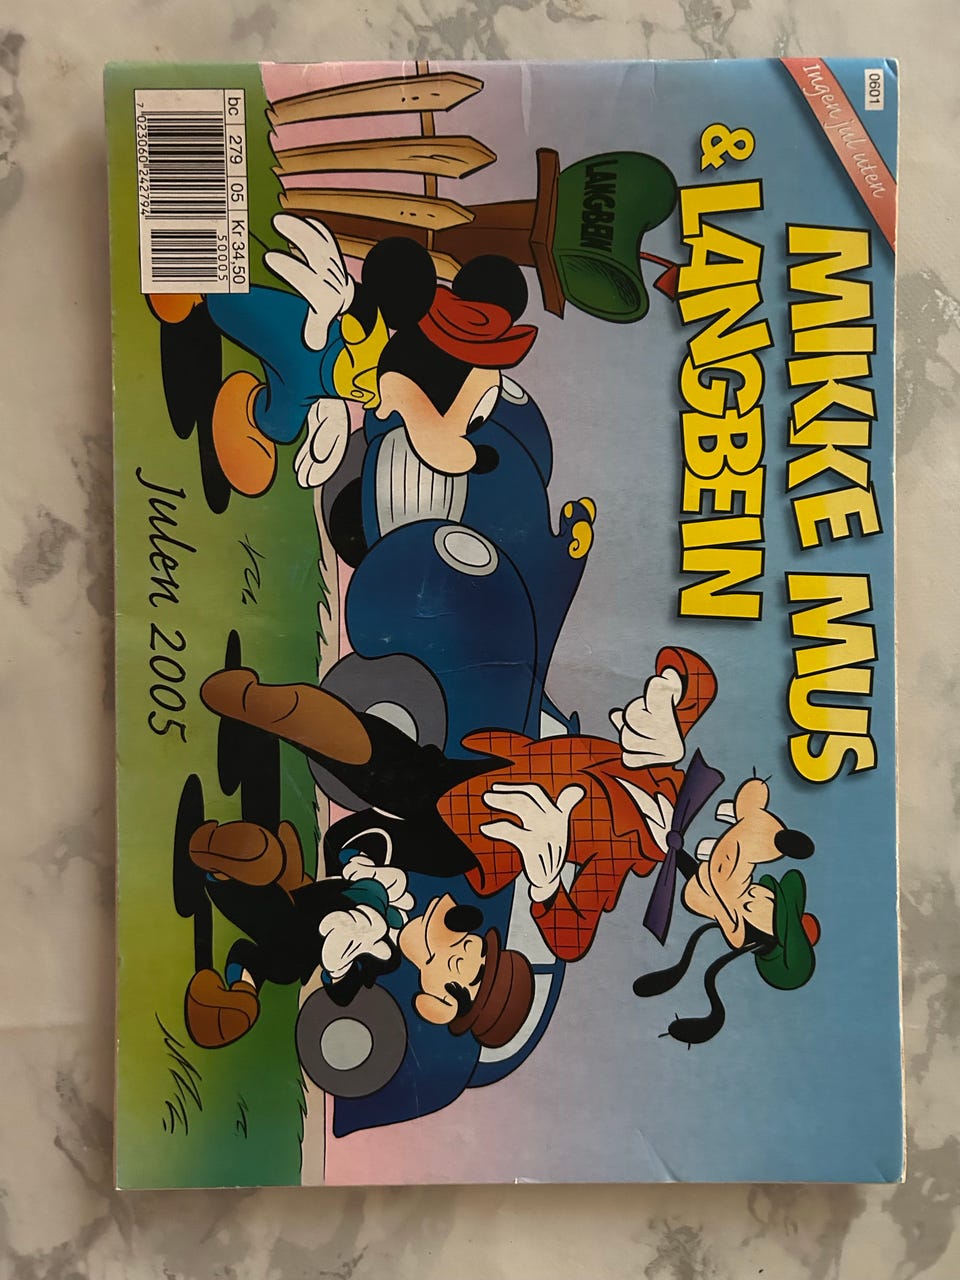 Ingen jul uten
0601
MIKKE MUS
& LANGBEIN
LANGBEIN
bc 279 05 Kr 34,50
50005
7 023060 242794
Julen 2005